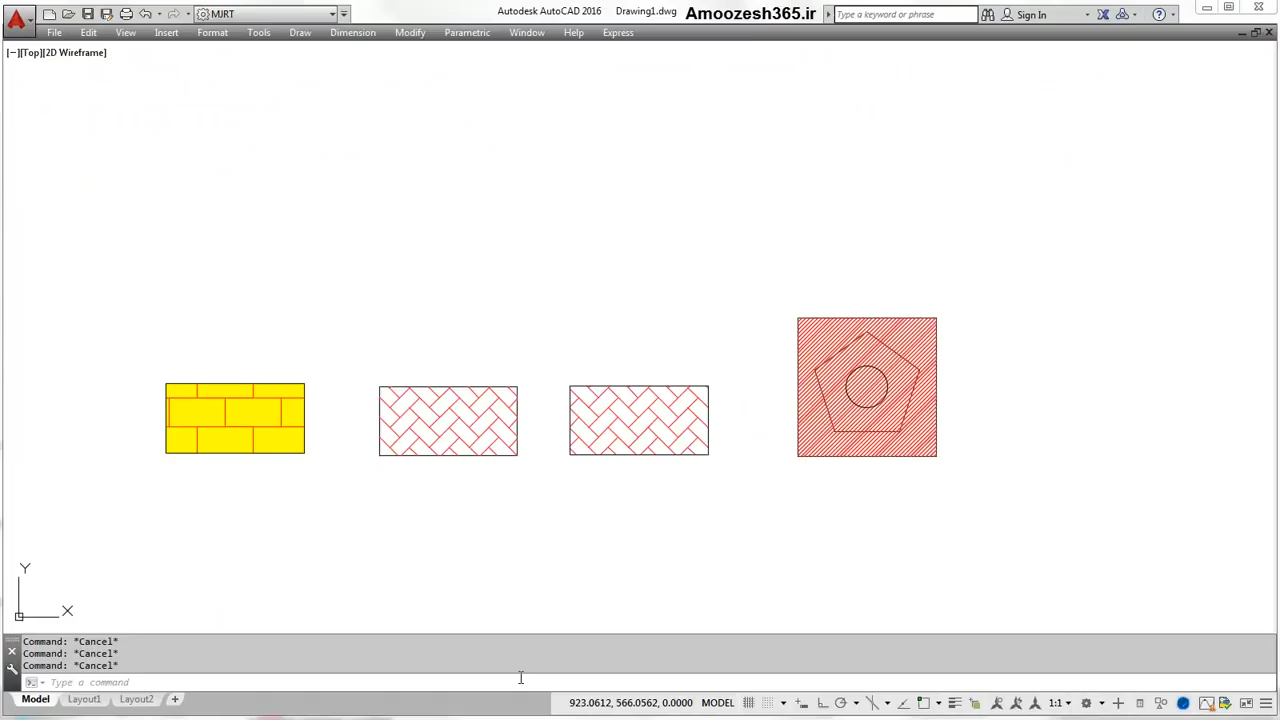 MJRT
Autodesk AutoCAD 2016 Drawing1.dwg
Amoozesh365.ir
Type a keyword or phrase
Sign In
File Edit View Insert Format Tools Draw Dimension Modify Parametric Window Help Express
[−][Top][2D Wireframe]
Y
X
Command: *Cancel*
Command: *Cancel*
Command: *Cancel*
Type a command
Model Layout1 Layout2 +
923.0612, 566.0562, 0.0000 MODEL 1:1